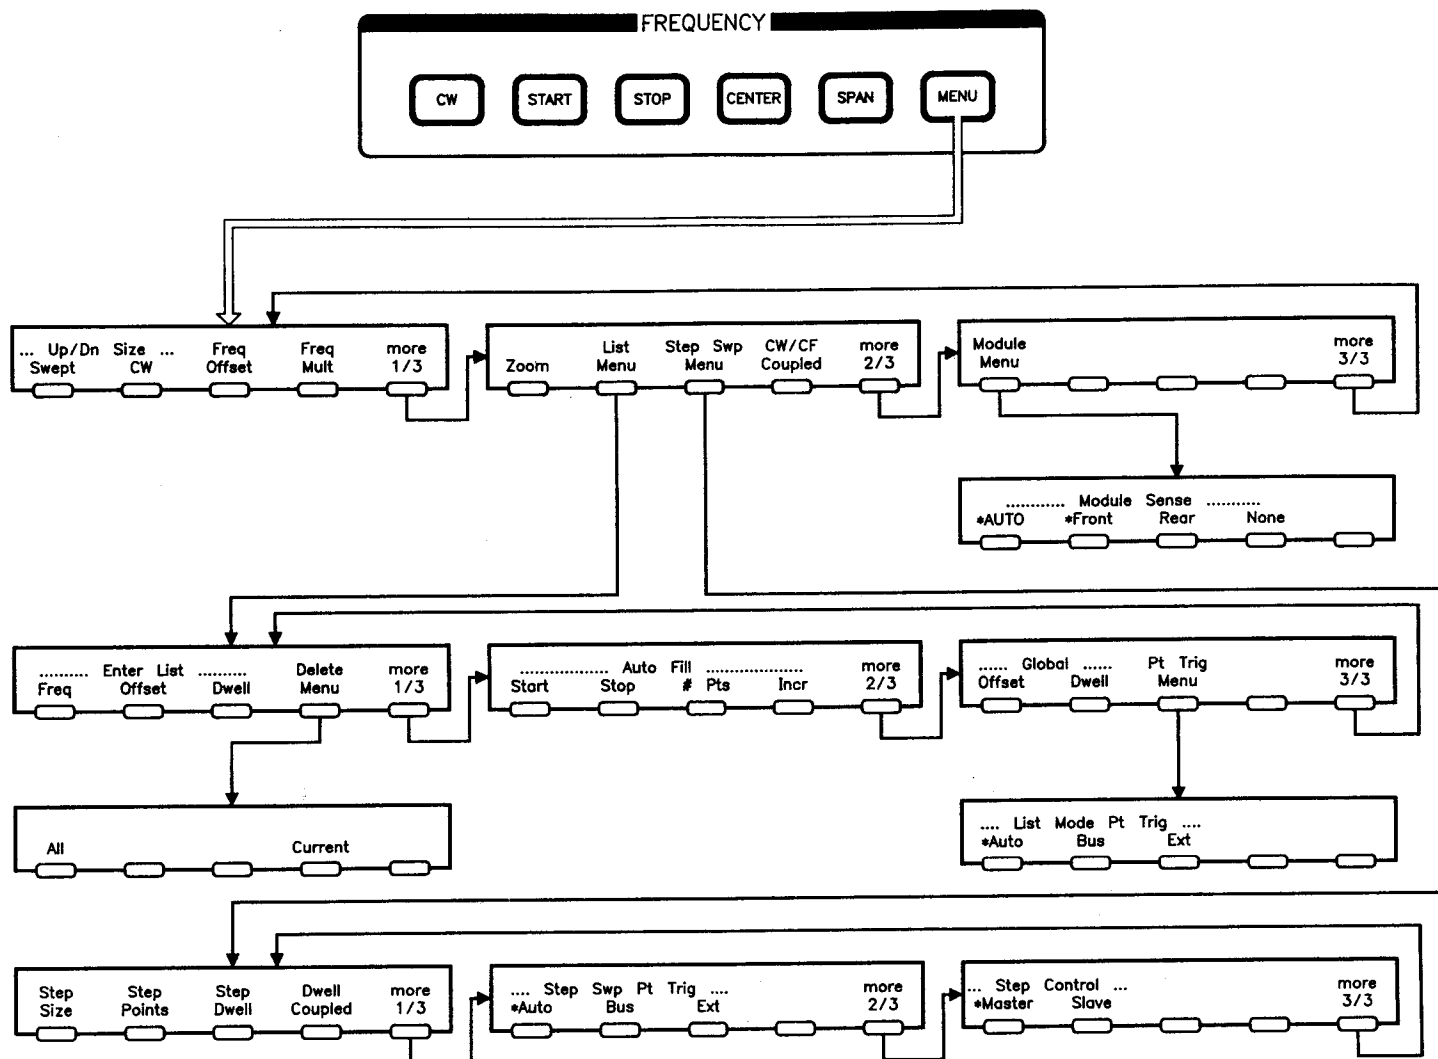 FREQUENCY
CW START STOP CENTER SPAN MENU
... Up/Dn Size ... Freq Freq more
Swept CW Offset Mult 1/3
List Step Swp CW/CF more
Zoom Menu Menu Coupled 2/3
Module more
Menu 3/3
............ Module Sense ...........
*AUTO *Front Rear None
.......... Enter List .......... Delete more
Freq Offset Dwell Menu 1/3
................. Auto Fill ...................
more
Start Stop # Pts Incr 2/3
...... Global ...... Pt Trig more
Offset Dwell Menu 3/3
All Current
.... List Mode Pt Trig ....
*Auto Bus Ext
Step Step Step Dwell more
Size Points Dwell Coupled 1/3
.... Step Swp Pt Trig .... more
*Auto Bus Ext 2/3
... Step Control ... more
*Master Slave 3/3